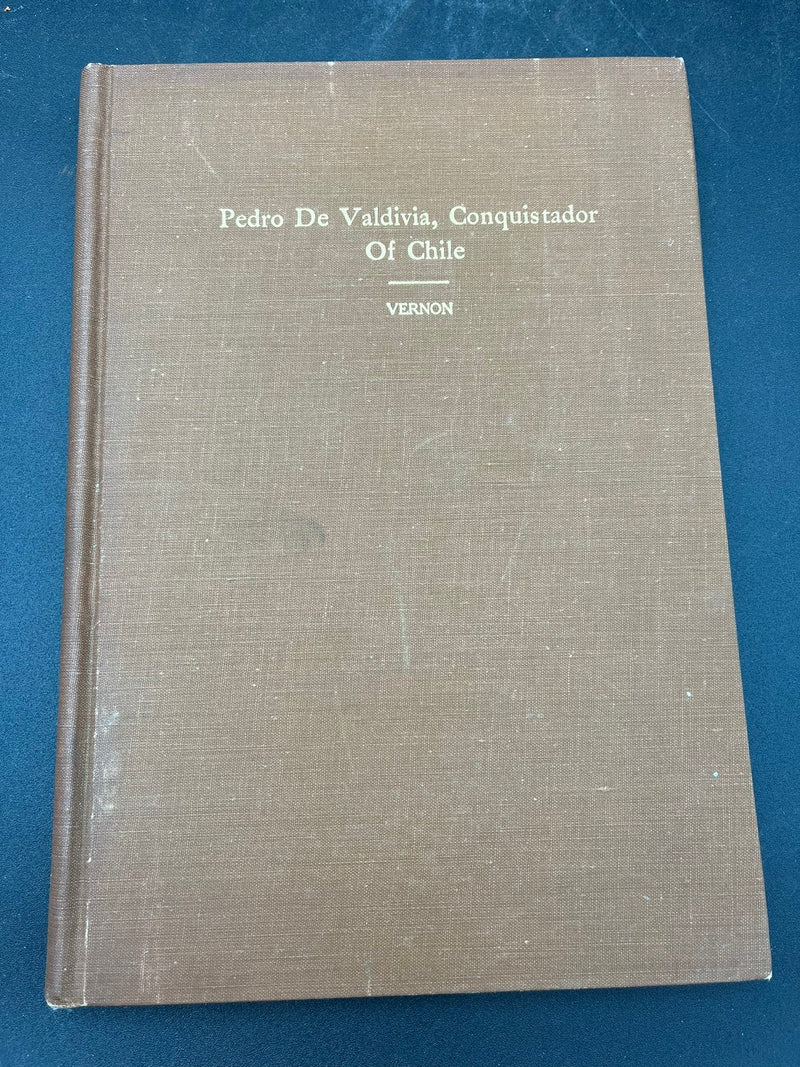 Pedro De Valdivia, Conquistador
Of Chile
VERNON